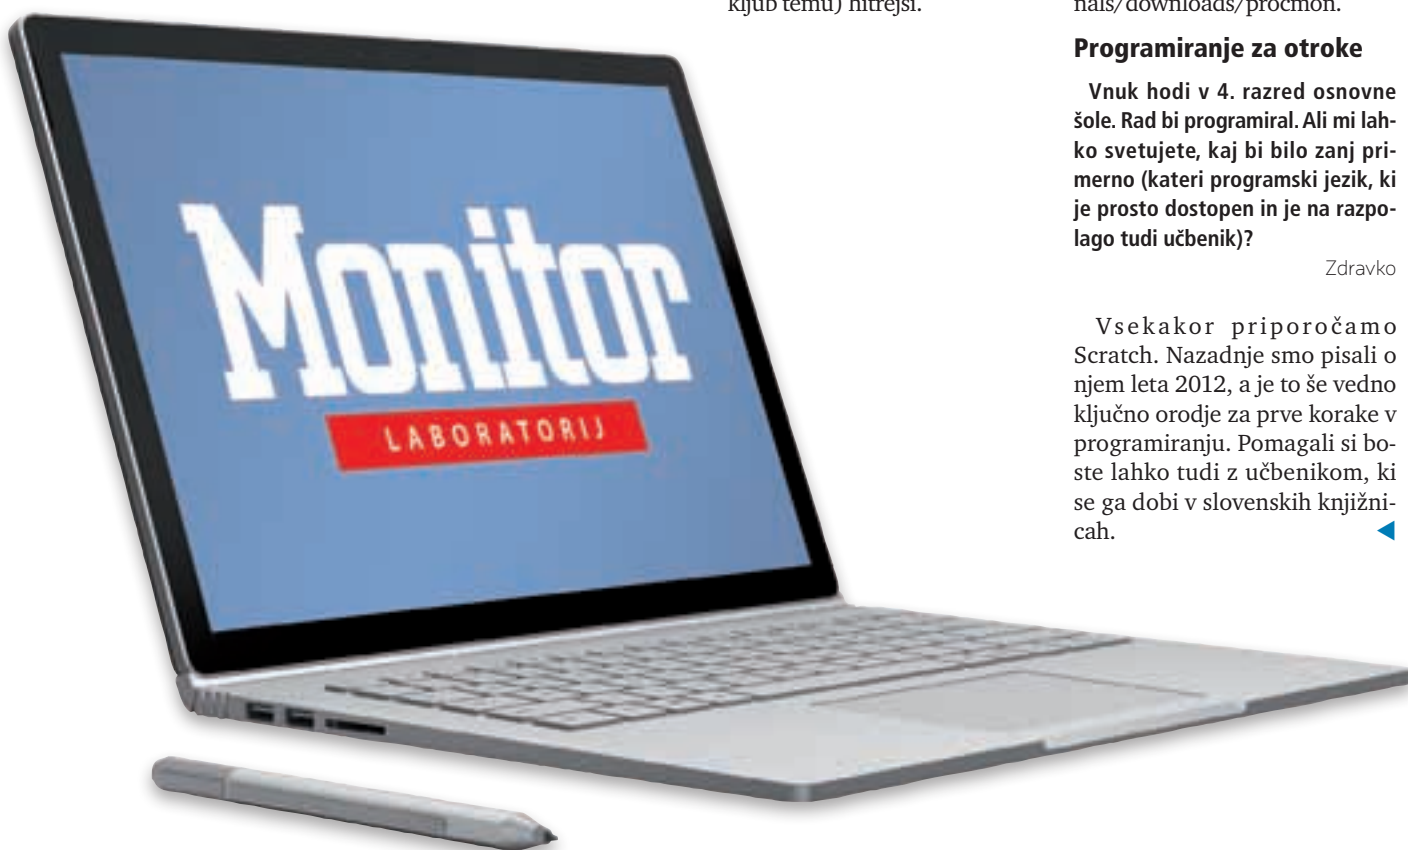 kljub temu) hitrejši.
nals/downloads/procmon.
Programiranje za otroke
Vnuk hodi v 4. razred osnovne
šole. Rad bi programiral. Ali mi lah-
ko svetujete, kaj bi bilo zanj pri-
merno (kateri programski jezik, ki
je prosto dostopen in je na razpo-
lago tudi učbenik)?
Zdravko
Vsekakor priporočamo
Scratch. Nazadnje smo pisali o
njem leta 2012, a je to še vedno
ključno orodje za prve korake v
programiranju. Pomagali si bo-
ste lahko tudi z učbenikom, ki
se ga dobi v slovenskih knjižni-
cah.
Monitor
LABORATORIJ